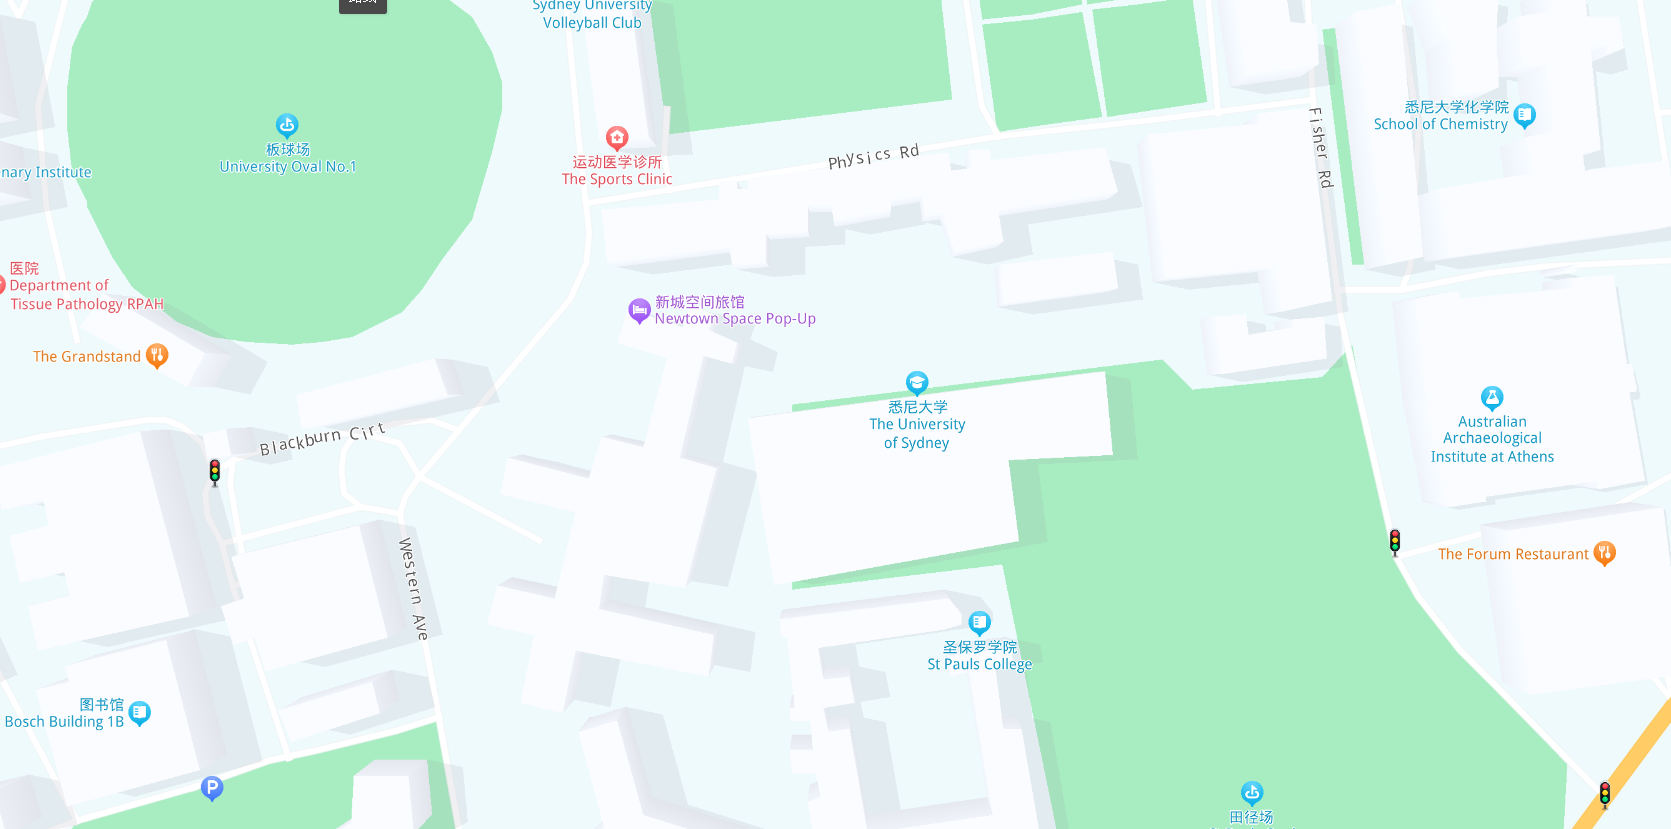 Sydney University
Volleyball Club
板球场
University Oval No.1
nary Institute
运动医学诊所
The Sports Clinic
Physics Rd
Fisher Rd
悉尼大学化学院
School of Chemistry
医院
Department of
Tissue Pathology RPAH
新城空间旅馆
Newtown Space Pop-Up
The Grandstand
悉尼大学
The University
of Sydney
Australian
Archaeological
Institute at Athens
Blackburn Cirt
Western Ave
The Forum Restaurant
圣保罗学院
St Pauls College
图书馆
Bosch Building 1B
P
田径场